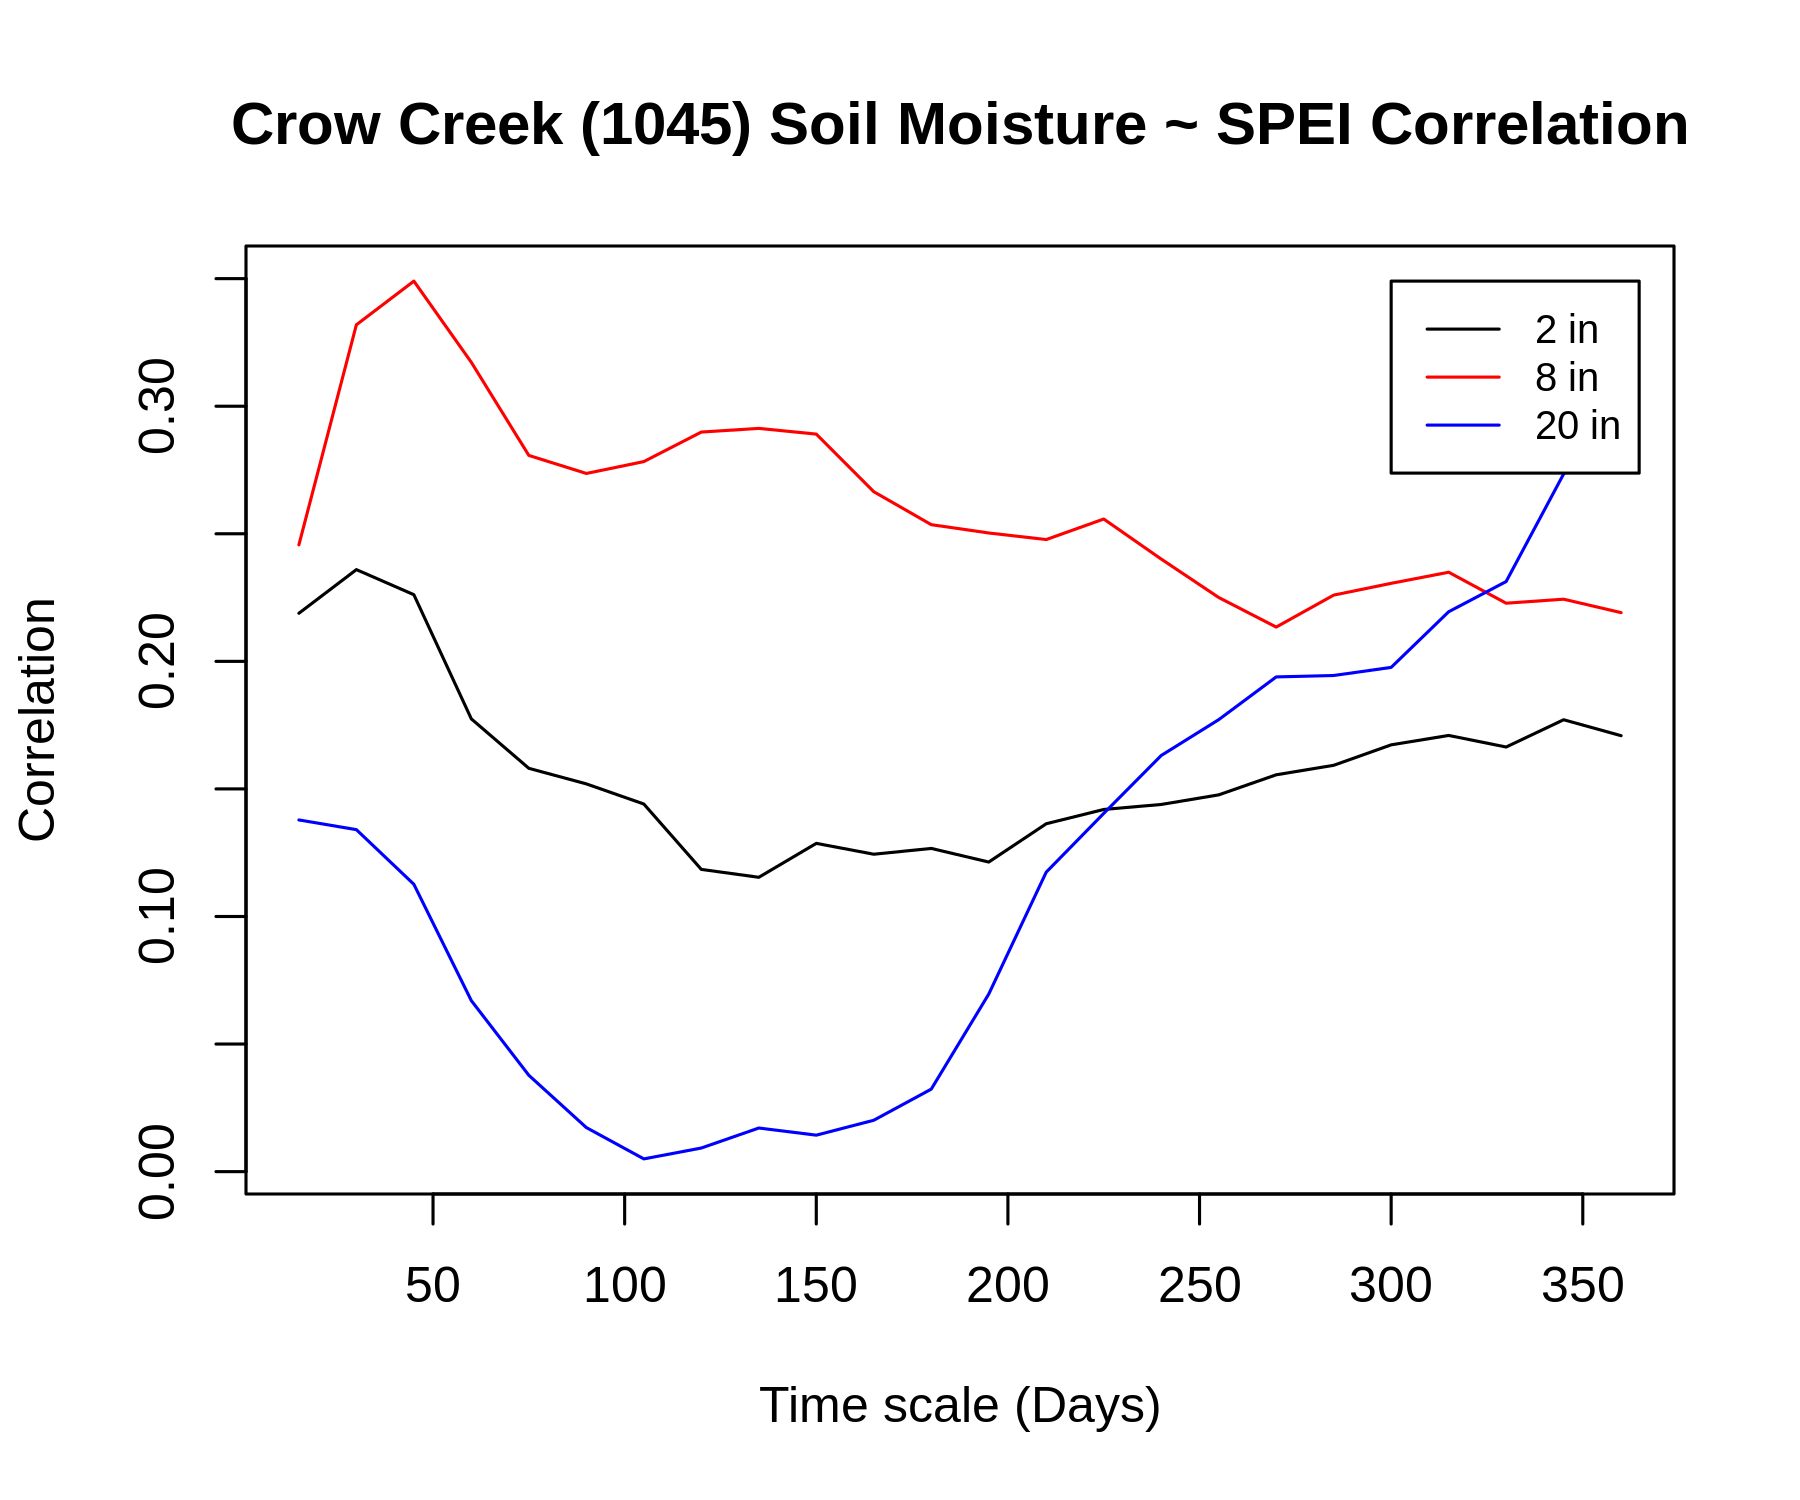 Crow Creek (1045) Soil Moisture ~ SPEI Correlation
2 in
8 in
20 in
Correlation
0.30
0.20
0.10
0.00
50 100 150 200 250 300 350
Time scale (Days)